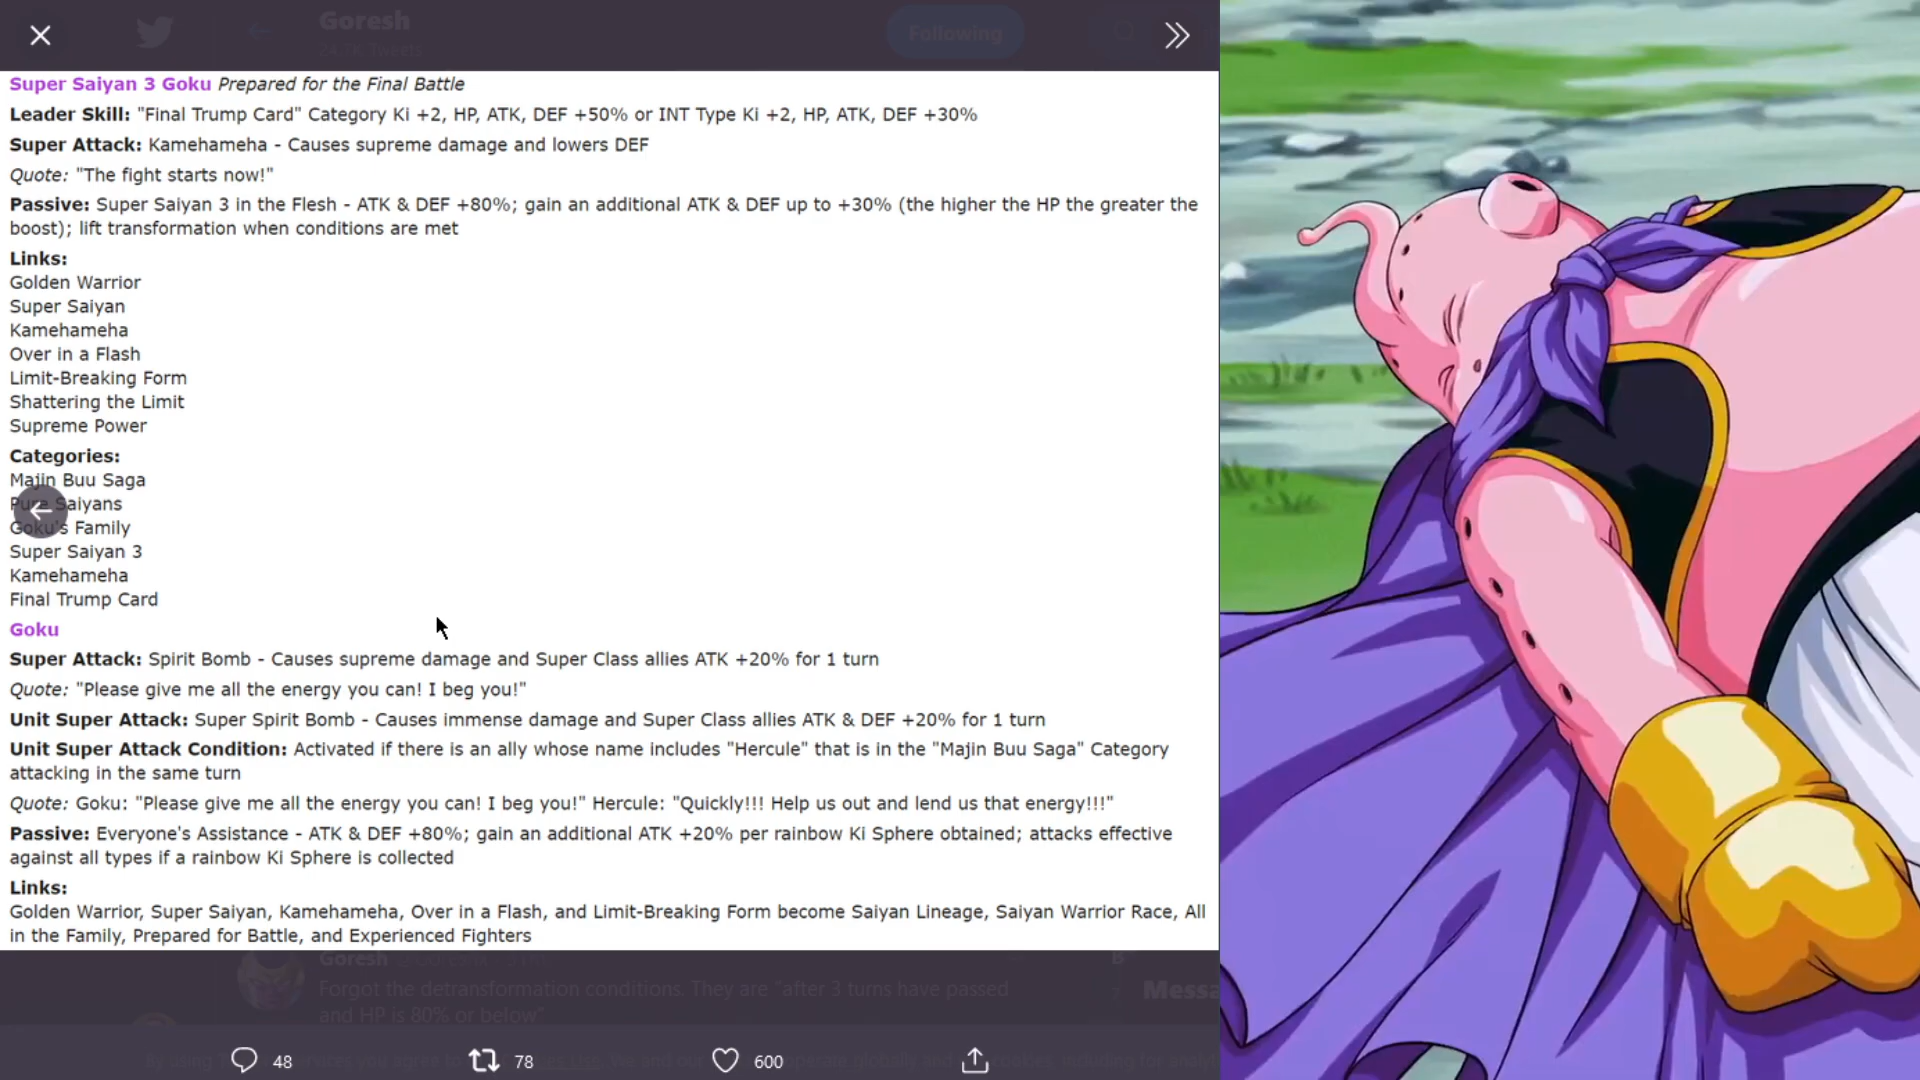 Goresh
24.7K Tweets
Following
Super Saiyan 3 Goku Prepared for the Final Battle
Leader Skill: "Final Trump Card" Category Ki +2, HP, ATK, DEF +50% or INT Type Ki +2, HP, ATK, DEF +30%
Super Attack: Kamehameha - Causes supreme damage and lowers DEF
Quote: "The fight starts now!"
Passive: Super Saiyan 3 in the Flesh - ATK & DEF +80%; gain an additional ATK & DEF up to +30% (the higher the HP the greater the
boost); lift transformation when conditions are met
Links:
Golden Warrior
Super Saiyan
Kamehameha
Over in a Flash
Limit-Breaking Form
Shattering the Limit
Supreme Power
Categories:
Majin Buu Saga
Pure Saiyans
Goku's Family
Super Saiyan 3
Kamehameha
Final Trump Card
Goku
Super Attack: Spirit Bomb - Causes supreme damage and Super Class allies ATK +20% for 1 turn
Quote: "Please give me all the energy you can! I beg you!"
Unit Super Attack: Super Spirit Bomb - Causes immense damage and Super Class allies ATK & DEF +20% for 1 turn
Unit Super Attack Condition: Activated if there is an ally whose name includes "Hercule" that is in the "Majin Buu Saga" Category
attacking in the same turn
Quote: Goku: "Please give me all the energy you can! I beg you!" Hercule: "Quickly!!! Help us out and lend us that energy!!!"
Passive: Everyone's Assistance - ATK & DEF +80%; gain an additional ATK +20% per rainbow Ki Sphere obtained; attacks effective
against all types if a rainbow Ki Sphere is collected
Links:
Golden Warrior, Super Saiyan, Kamehameha, Over in a Flash, and Limit-Breaking Form become Saiyan Lineage, Saiyan Warrior Race, All
in the Family, Prepared for Battle, and Experienced Fighters
Goresh
Forgot the detransformation conditions. They are "after 3 turns have passed
and HP is 80% or below"
Messa
48 78 600